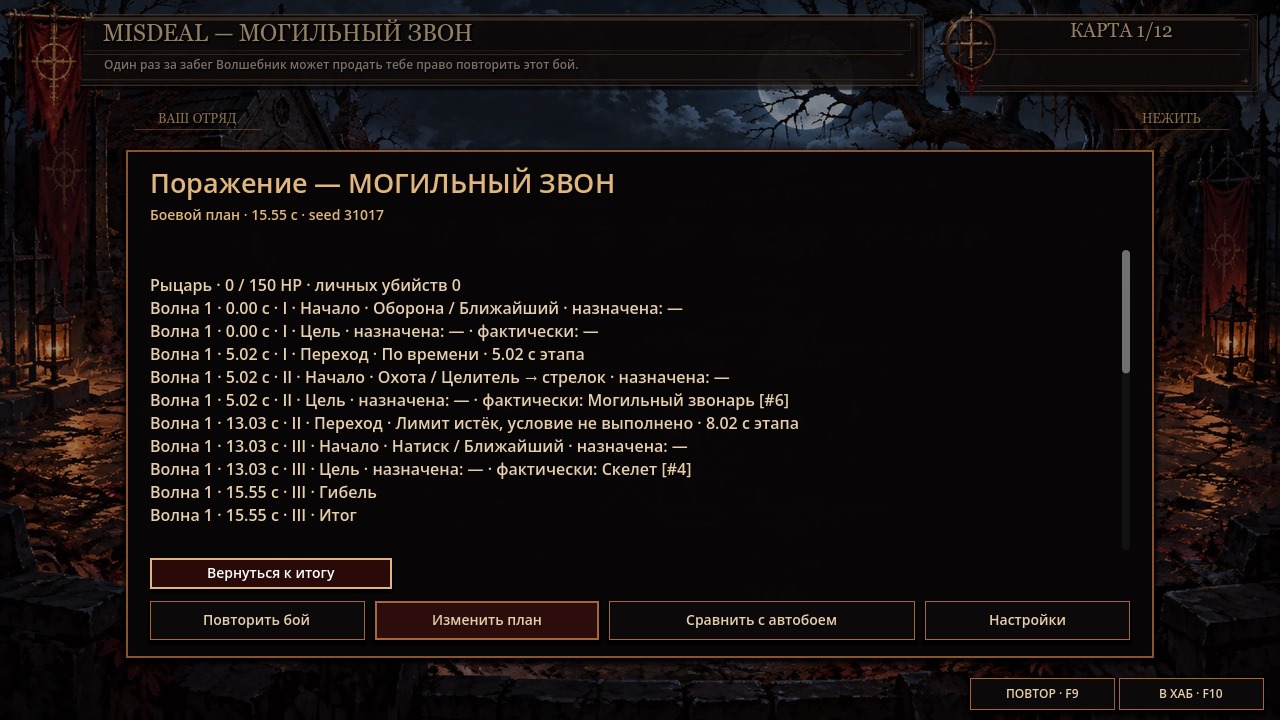 MISDEAL — МОГИЛЬНЫЙ ЗВОН
Один раз за забег Волшебник может продать тебе право повторить этот бой.
КАРТА 1/12
ВАШ ОТРЯД
НЕЖИТЬ
Поражение — МОГИЛЬНЫЙ ЗВОН
Боевой план · 15.55 с · seed 31017
Рыцарь · 0 / 150 HP · личных убийств 0
Волна 1 · 0.00 с · I · Начало · Оборона / Ближайший · назначена: —
Волна 1 · 0.00 с · I · Цель · назначена: — · фактически: —
Волна 1 · 5.02 с · I · Переход · По времени · 5.02 с этапа
Волна 1 · 5.02 с · II · Начало · Охота / Целитель → стрелок · назначена: —
Волна 1 · 5.02 с · II · Цель · назначена: — · фактически: Могильный звонарь [#6]
Волна 1 · 13.03 с · II · Переход · Лимит истёк, условие не выполнено · 8.02 с этапа
Волна 1 · 13.03 с · III · Начало · Натиск / Ближайший · назначена: —
Волна 1 · 13.03 с · III · Цель · назначена: — · фактически: Скелет [#4]
Волна 1 · 15.55 с · III · Гибель
Волна 1 · 15.55 с · III · Итог
Вернуться к итогу
Повторить бой
Изменить план
Сравнить с автобоем
Настройки
ПОВТОР · F9
В ХАБ · F10